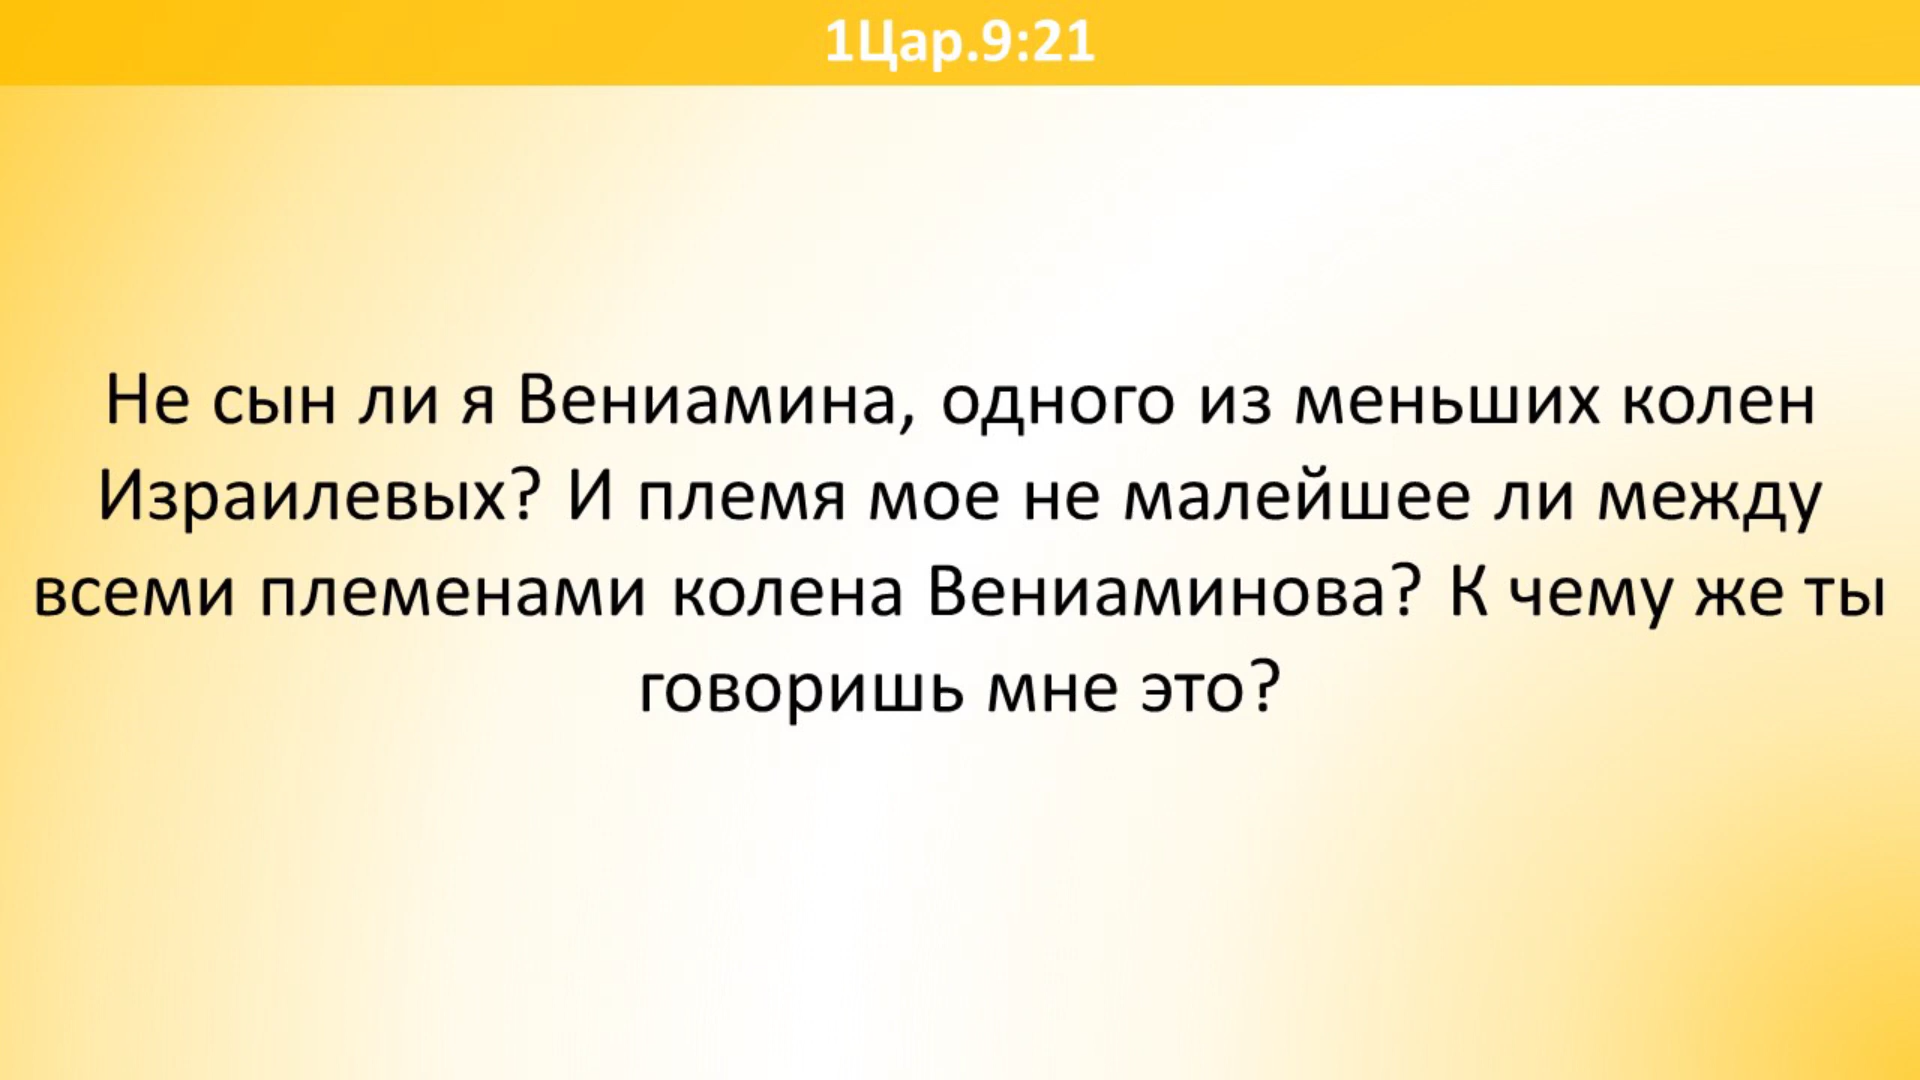 1Цар.9:21
Не сын ли я Вениамина, одного из меньших колен
Израилевых? И племя мое не малейшее ли между
всеми племенами колена Вениаминова? К чему же ты
говоришь мне это?